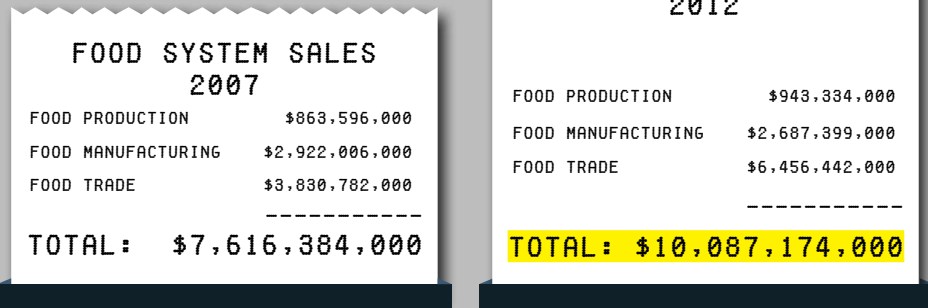 FOOD SYSTEM SALES
2007
FOOD PRODUCTION $863,596,000
FOOD MANUFACTURING $2,922,006,000
FOOD TRADE $3,830,782,000
-----------
TOTAL: $7,616,384,000
2012
FOOD PRODUCTION $943,334,000
FOOD MANUFACTURING $2,687,399,000
FOOD TRADE $6,456,442,000
-----------
TOTAL: $10,087,174,000